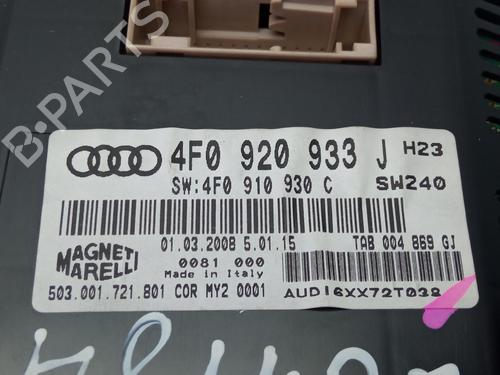 B-PARTS
4F0 920 933 J H23
SW:4F0 910 930 C SW240
01.03.2008 5.01.15 TAB 004 869 GJ
MAGNETI MARELLI
0081 000
Made in Italy
503.001.721.801 COR MY2 0001 AUDI6XX72T038